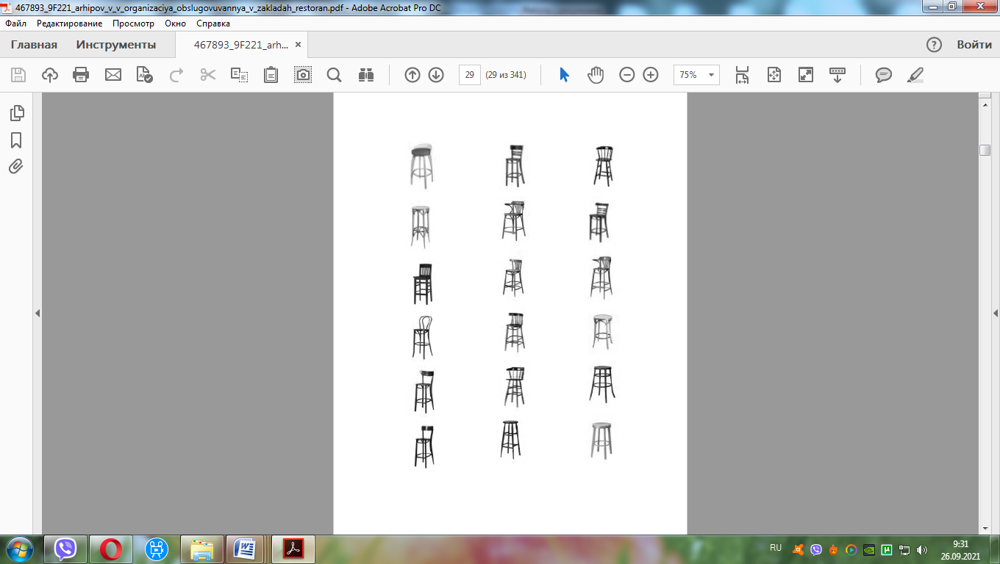 467893_9F221_arhipov_v_v_organizaciya_obslugovuvannya_v_zakladah_restoran.pdf - Adobe Acrobat Pro DC
Файл Редактирование Просмотр Окно Справка
Главная Инструменты 467893_9F221_arh... Войти
29 (29 из 341) 75%
RU 9:31
26.09.2021